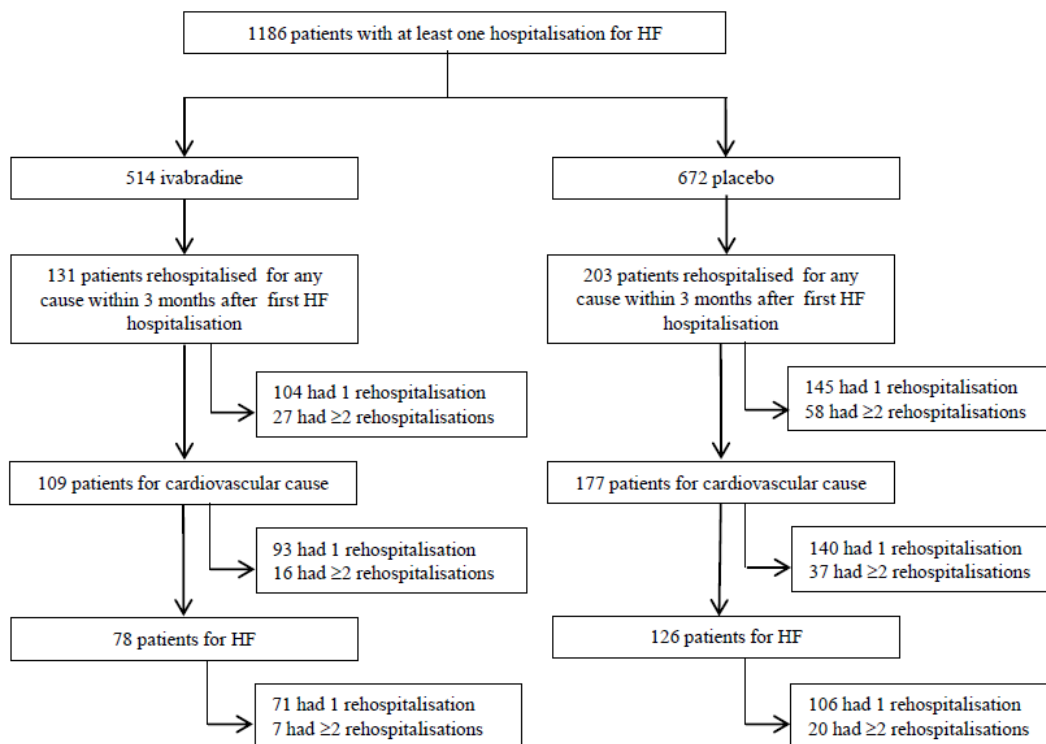 1186 patients with at least one hospitalisation for HF
514 ivabradine
672 placebo
131 patients rehospitalised for any
cause within 3 months after first HF
hospitalisation
203 patients rehospitalised for any
cause within 3 months after first HF
hospitalisation
104 had 1 rehospitalisation
27 had ≥2 rehospitalisations
145 had 1 rehospitalisation
58 had ≥2 rehospitalisations
109 patients for cardiovascular cause
177 patients for cardiovascular cause
93 had 1 rehospitalisation
16 had ≥2 rehospitalisations
140 had 1 rehospitalisation
37 had ≥2 rehospitalisations
78 patients for HF
126 patients for HF
71 had 1 rehospitalisation
7 had ≥2 rehospitalisations
106 had 1 rehospitalisation
20 had ≥2 rehospitalisations